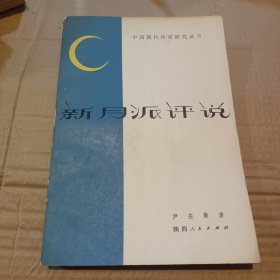 中国现代作家研究丛书
新月派评说
尹在勤著
陕西人民出版社